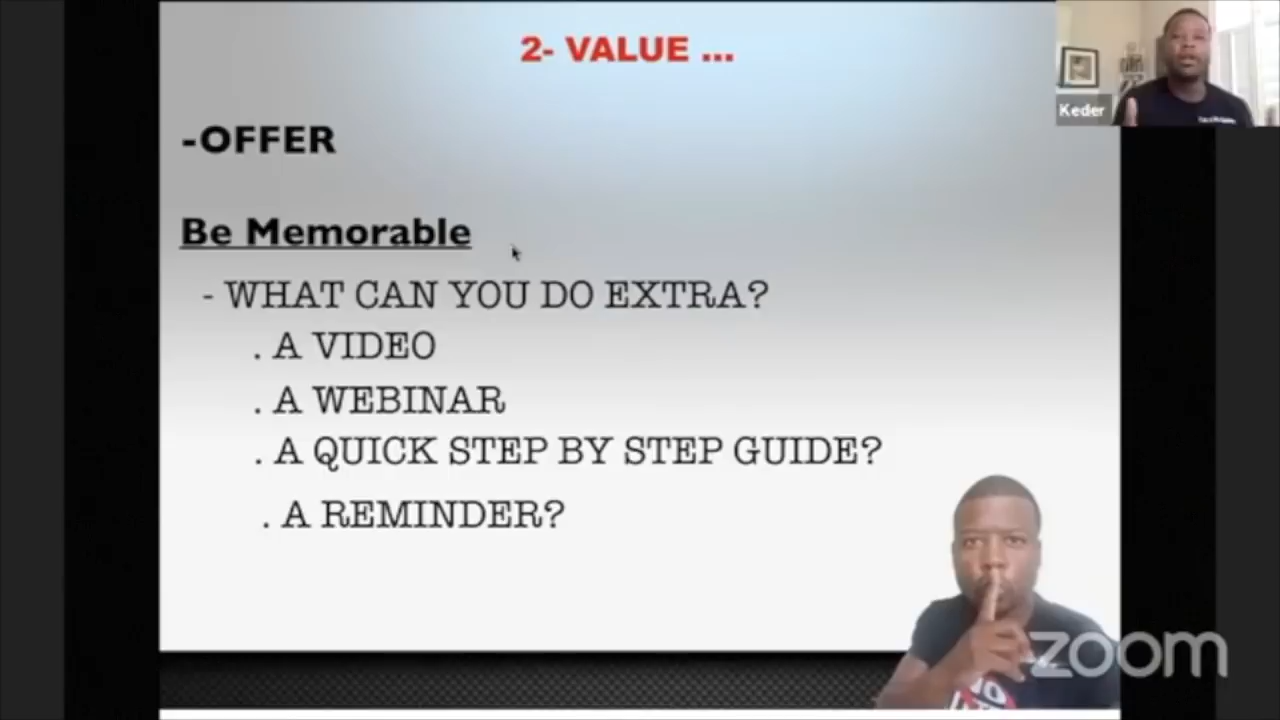 2- VALUE ...
Keder
-OFFER
Be Memorable
- WHAT CAN YOU DO EXTRA?
. A VIDEO
. A WEBINAR
. A QUICK STEP BY STEP GUIDE?
. A REMINDER?
zoom